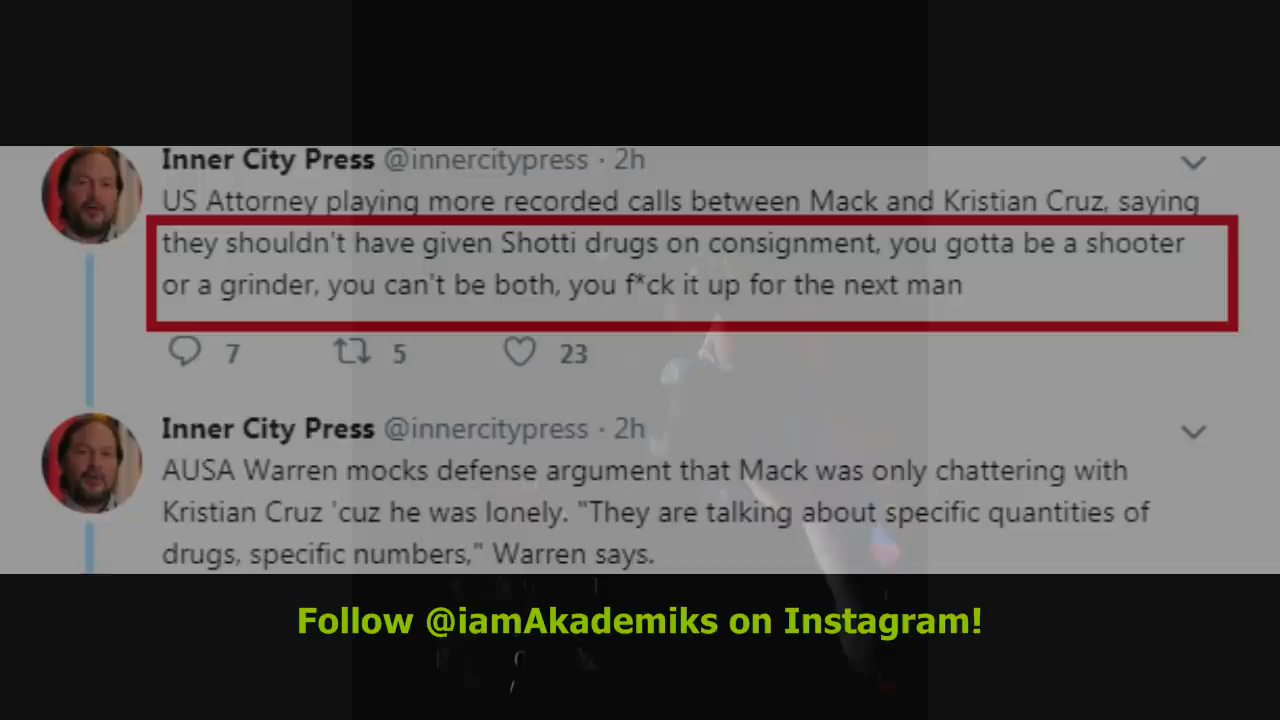 Inner City Press @innercitypress · 2h
US Attorney playing more recorded calls between Mack and Kristian Cruz, saying
they shouldn't have given Shotti drugs on consignment, you gotta be a shooter
or a grinder, you can't be both, you f*ck it up for the next man
7 5 23
Inner City Press @innercitypress · 2h
AUSA Warren mocks defense argument that Mack was only chattering with
Kristian Cruz 'cuz he was lonely. "They are talking about specific quantities of
drugs, specific numbers," Warren says.
Follow @iamAkademiks on Instagram!